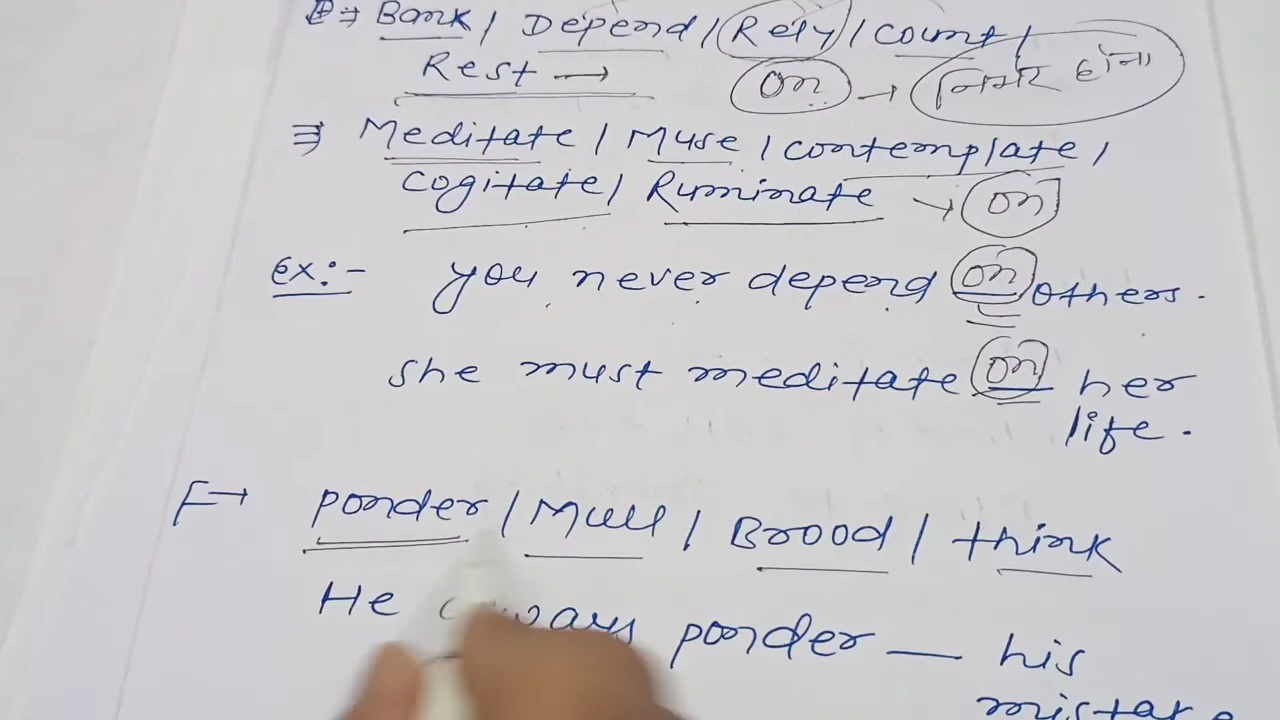 E ⇒ Bank / Depend / Rely / count /
Rest → on → निर्भर होना
⇒ Meditate / Muse / contemplate /
cogitate / Ruminate → on
Ex:- you never depend on others.
she must meditate on her
life.
F → ponder / Mull / Brood / think
He always ponder — his